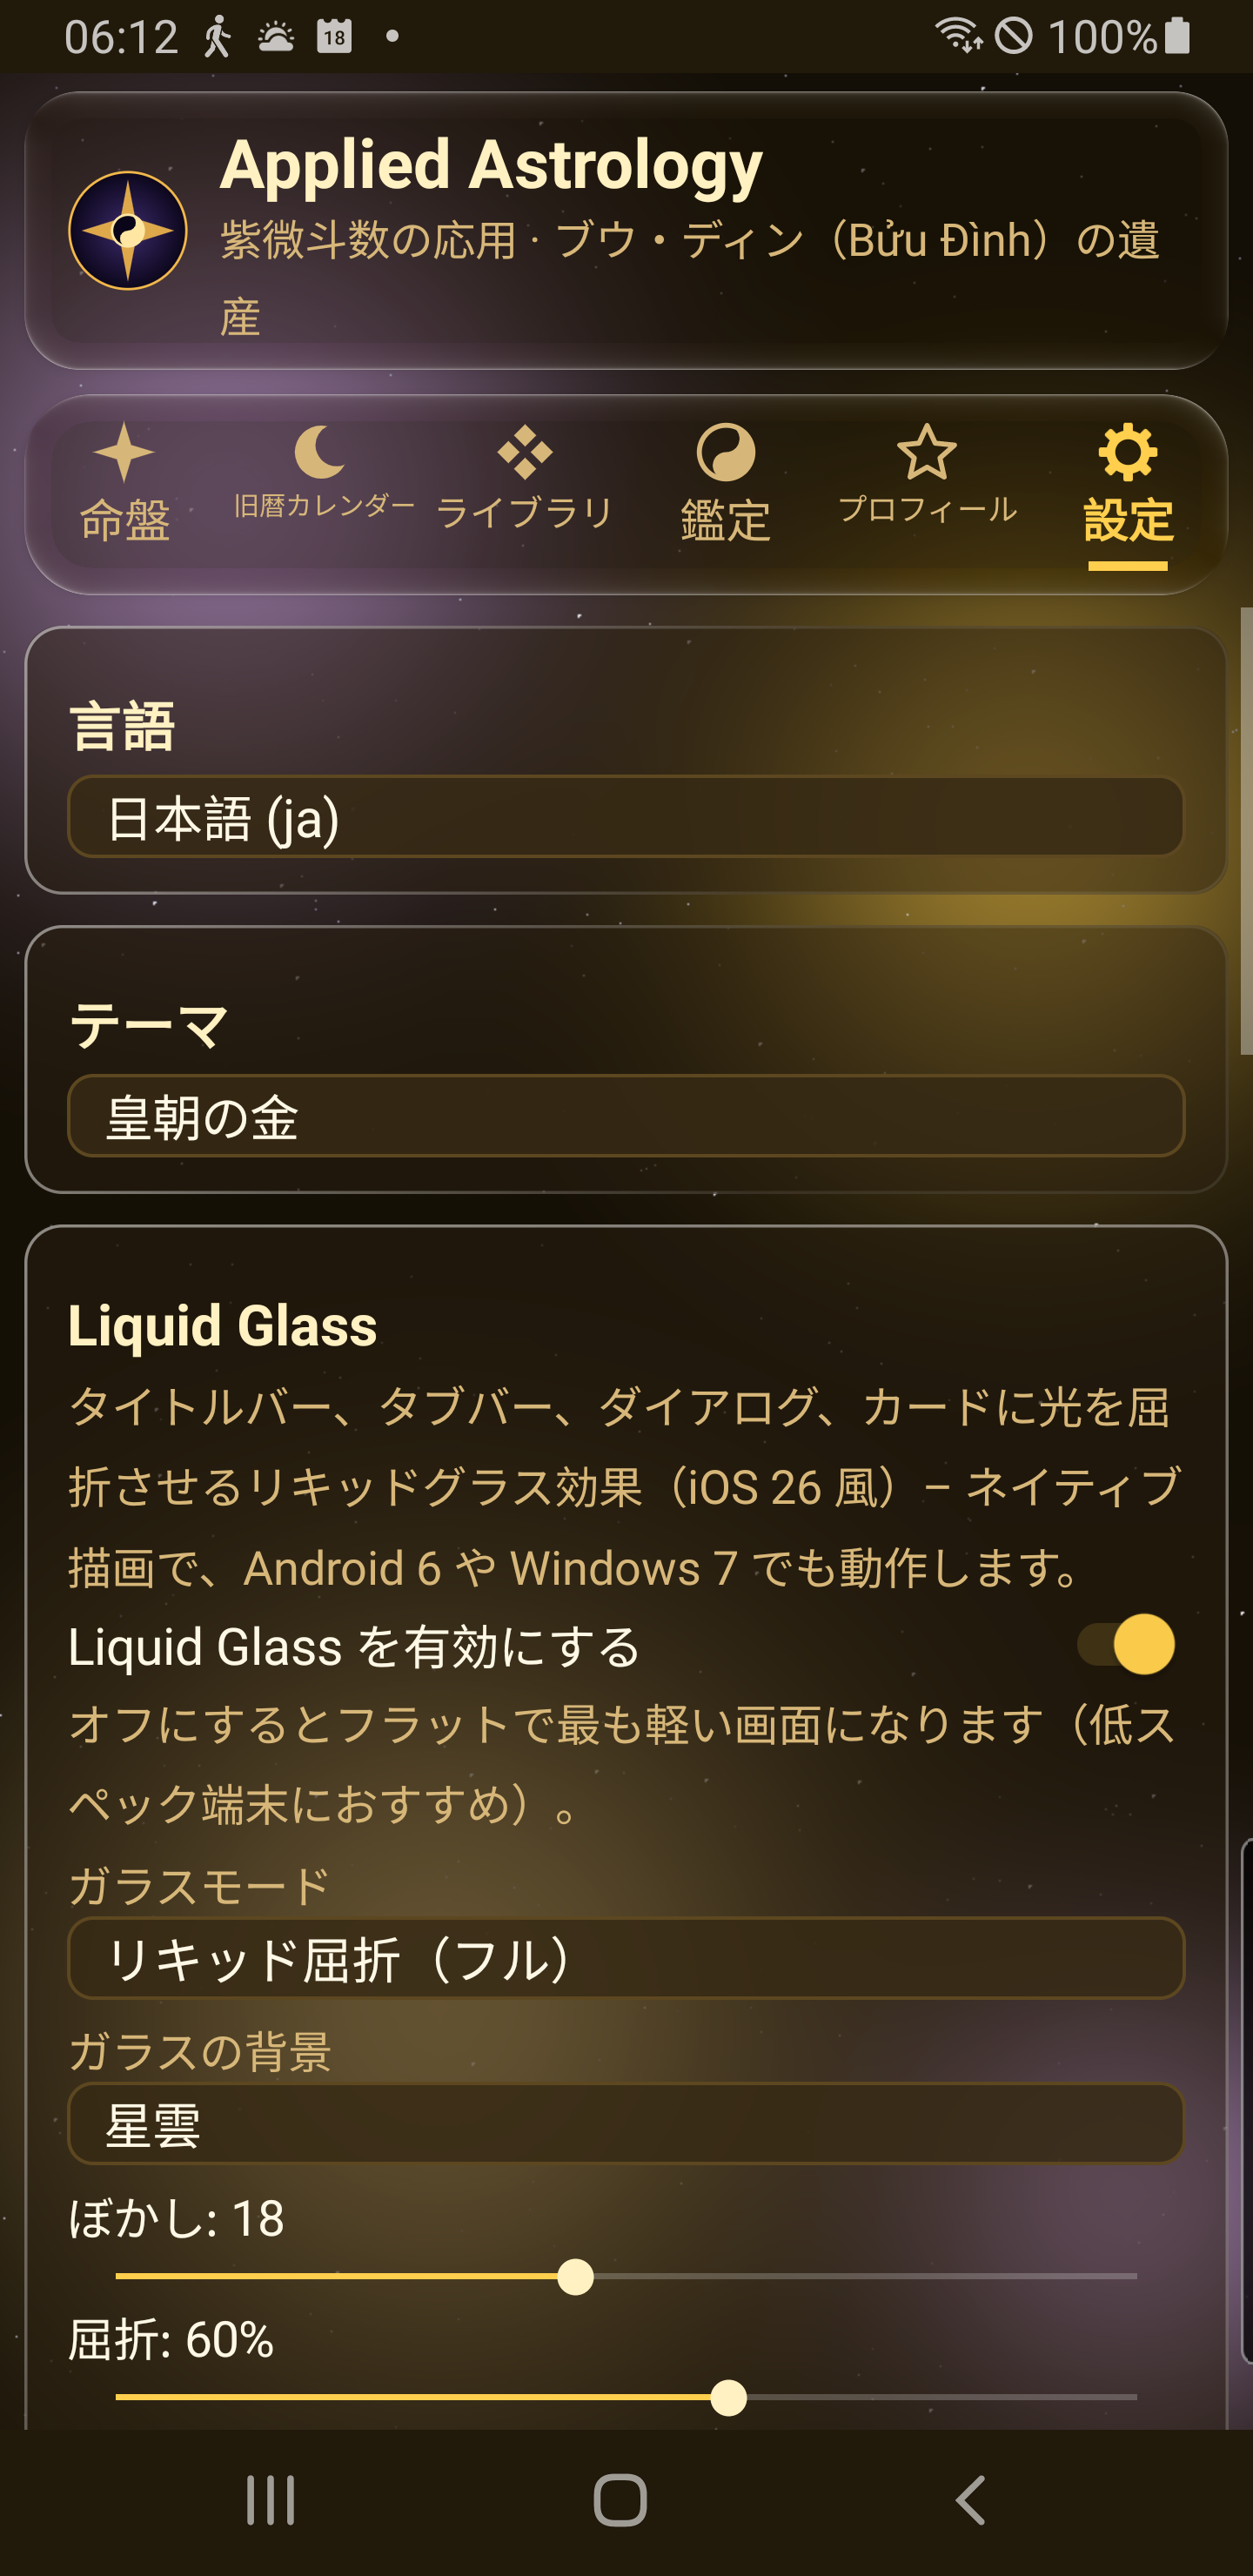 06:12
18
100%
Applied Astrology
紫微斗数の応用 · ブウ・ディン（Bửu Đình）の遺
産
命盤
旧暦カレンダー
ライブラリ
鑑定
プロフィール
設定
言語
日本語 (ja)
テーマ
皇朝の金
Liquid Glass
タイトルバー、タブバー、ダイアログ、カードに光を屈
折させるリキッドグラス効果（iOS 26 風）– ネイティブ
描画で、Android 6 や Windows 7 でも動作します。
Liquid Glass を有効にする
オフにするとフラットで最も軽い画面になります（低ス
ペック端末におすすめ）。
ガラスモード
リキッド屈折（フル）
ガラスの背景
星雲
ぼかし: 18
屈折: 60%